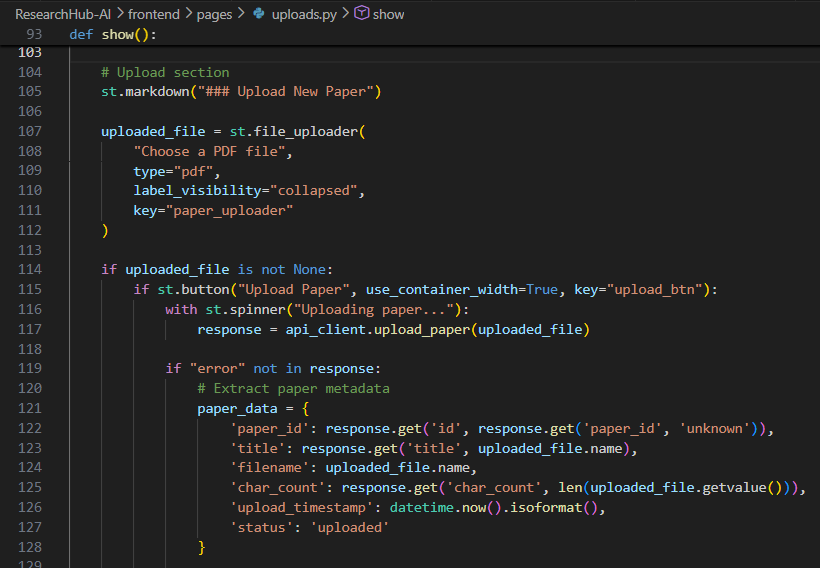 ResearchHub-AI > frontend > pages > uploads.py > show
93 def show():
103
104 # Upload section
105 st.markdown("### Upload New Paper")
106
107 uploaded_file = st.file_uploader(
108 "Choose a PDF file",
109 type="pdf",
110 label_visibility="collapsed",
111 key="paper_uploader"
112 )
113
114 if uploaded_file is not None:
115 if st.button("Upload Paper", use_container_width=True, key="upload_btn"):
116 with st.spinner("Uploading paper..."):
117 response = api_client.upload_paper(uploaded_file)
118
119 if "error" not in response:
120 # Extract paper metadata
121 paper_data = {
122 'paper_id': response.get('id', response.get('paper_id', 'unknown')),
123 'title': response.get('title', uploaded_file.name),
124 'filename': uploaded_file.name,
125 'char_count': response.get('char_count', len(uploaded_file.getvalue())),
126 'upload_timestamp': datetime.now().isoformat(),
127 'status': 'uploaded'
128 }
129